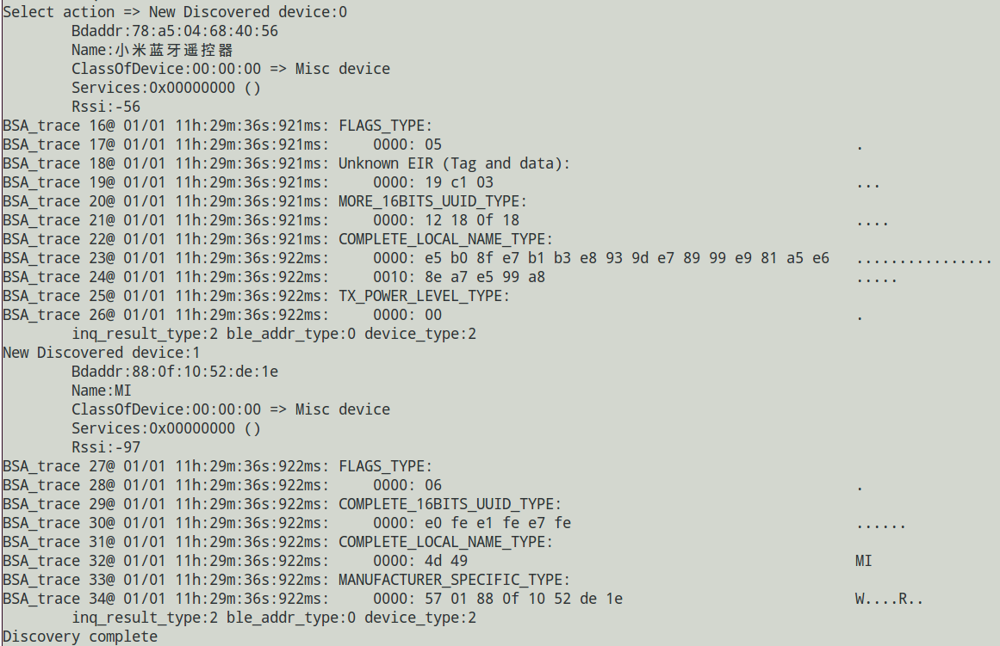 Select action => New Discovered device:0
Bdaddr:78:a5:04:68:40:56
Name:小米蓝牙遥控器
ClassOfDevice:00:00:00 => Misc device
Services:0x00000000 ()
Rssi:-56
BSA_trace 16@ 01/01 11h:29m:36s:921ms: FLAGS_TYPE:
BSA_trace 17@ 01/01 11h:29m:36s:921ms:     0000: 05     .
BSA_trace 18@ 01/01 11h:29m:36s:921ms: Unknown EIR (Tag and data):
BSA_trace 19@ 01/01 11h:29m:36s:921ms:     0000: 19 c1 03     ...
BSA_trace 20@ 01/01 11h:29m:36s:921ms: MORE_16BITS_UUID_TYPE:
BSA_trace 21@ 01/01 11h:29m:36s:921ms:     0000: 12 18 0f 18     ....
BSA_trace 22@ 01/01 11h:29m:36s:921ms: COMPLETE_LOCAL_NAME_TYPE:
BSA_trace 23@ 01/01 11h:29m:36s:922ms:     0000: e5 b0 8f e7 b1 b3 e8 93 9d e7 89 99 e9 81 a5 e6   ................
BSA_trace 24@ 01/01 11h:29m:36s:922ms:     0010: 8e a7 e5 99 a8     .....
BSA_trace 25@ 01/01 11h:29m:36s:922ms: TX_POWER_LEVEL_TYPE:
BSA_trace 26@ 01/01 11h:29m:36s:922ms:     0000: 00     .
inq_result_type:2 ble_addr_type:0 device_type:2
New Discovered device:1
Bdaddr:88:0f:10:52:de:1e
Name:MI
ClassOfDevice:00:00:00 => Misc device
Services:0x00000000 ()
Rssi:-97
BSA_trace 27@ 01/01 11h:29m:36s:922ms: FLAGS_TYPE:
BSA_trace 28@ 01/01 11h:29m:36s:922ms:     0000: 06     .
BSA_trace 29@ 01/01 11h:29m:36s:922ms: COMPLETE_16BITS_UUID_TYPE:
BSA_trace 30@ 01/01 11h:29m:36s:922ms:     0000: e0 fe e1 fe e7 fe     ......
BSA_trace 31@ 01/01 11h:29m:36s:922ms: COMPLETE_LOCAL_NAME_TYPE:
BSA_trace 32@ 01/01 11h:29m:36s:922ms:     0000: 4d 49     MI
BSA_trace 33@ 01/01 11h:29m:36s:922ms: MANUFACTURER_SPECIFIC_TYPE:
BSA_trace 34@ 01/01 11h:29m:36s:922ms:     0000: 57 01 88 0f 10 52 de 1e     W....R..
inq_result_type:2 ble_addr_type:0 device_type:2
Discovery complete